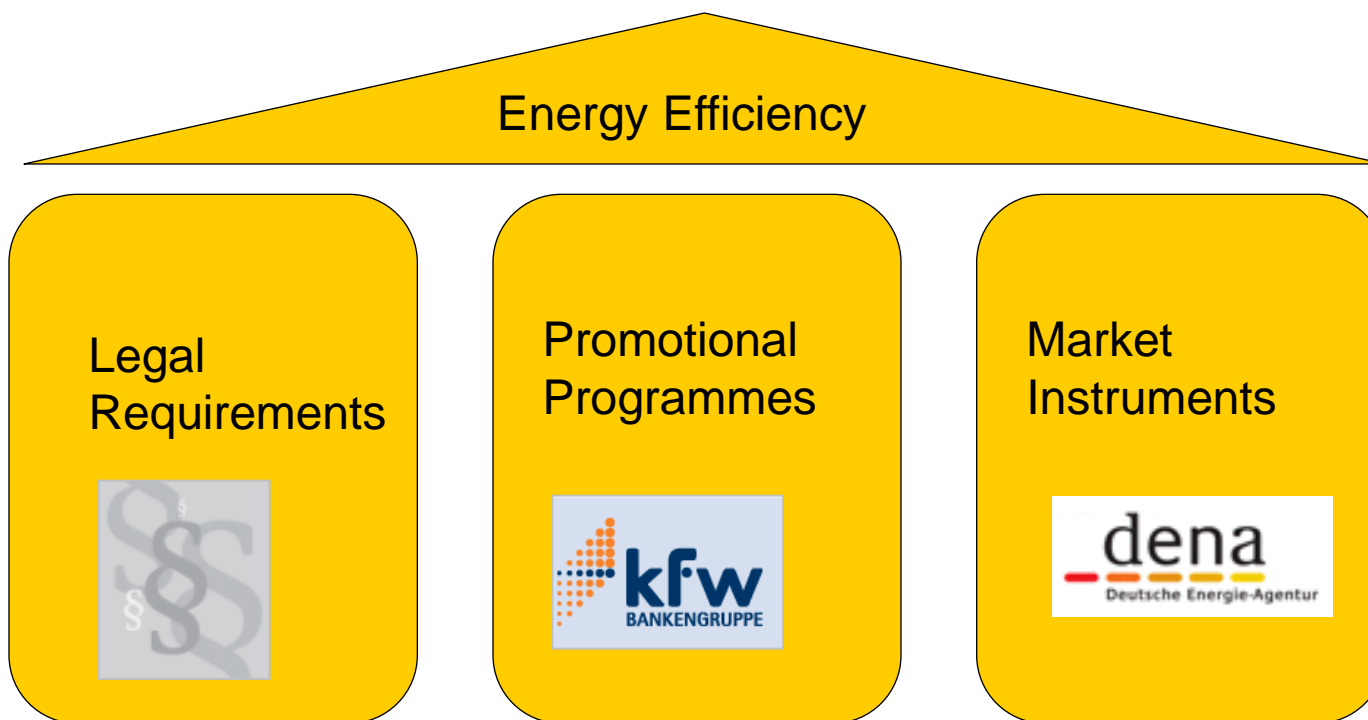 Energy Efficiency
Legal
Requirements
Promotional
Programmes
Market
Instruments
§
§
§
§
§
kfw
BANKENGRUPPE
dena
Deutsche Energie-Agentur